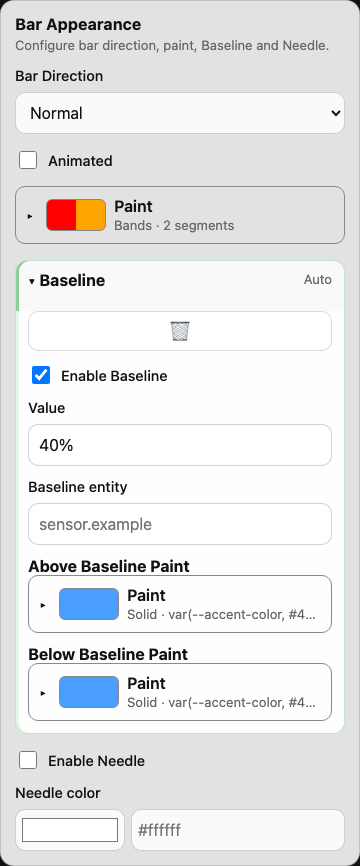 Bar Appearance
Configure bar direction, paint, Baseline and Needle.
Bar Direction
Normal
Animated
Paint
Bands · 2 segments
Baseline
Auto
Enable Baseline
Value
40%
Baseline entity
sensor.example
Above Baseline Paint
Paint
Solid · var(--accent-color, #4...
Below Baseline Paint
Paint
Solid · var(--accent-color, #4...
Enable Needle
Needle color
#ffffff